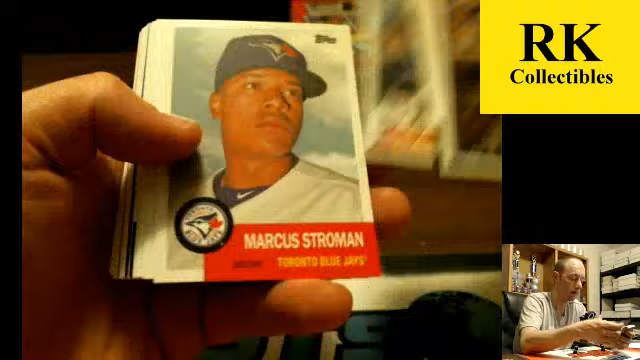 RK
Collectibles
Topps
MARCUS STROMAN
TORONTO BLUE JAYS